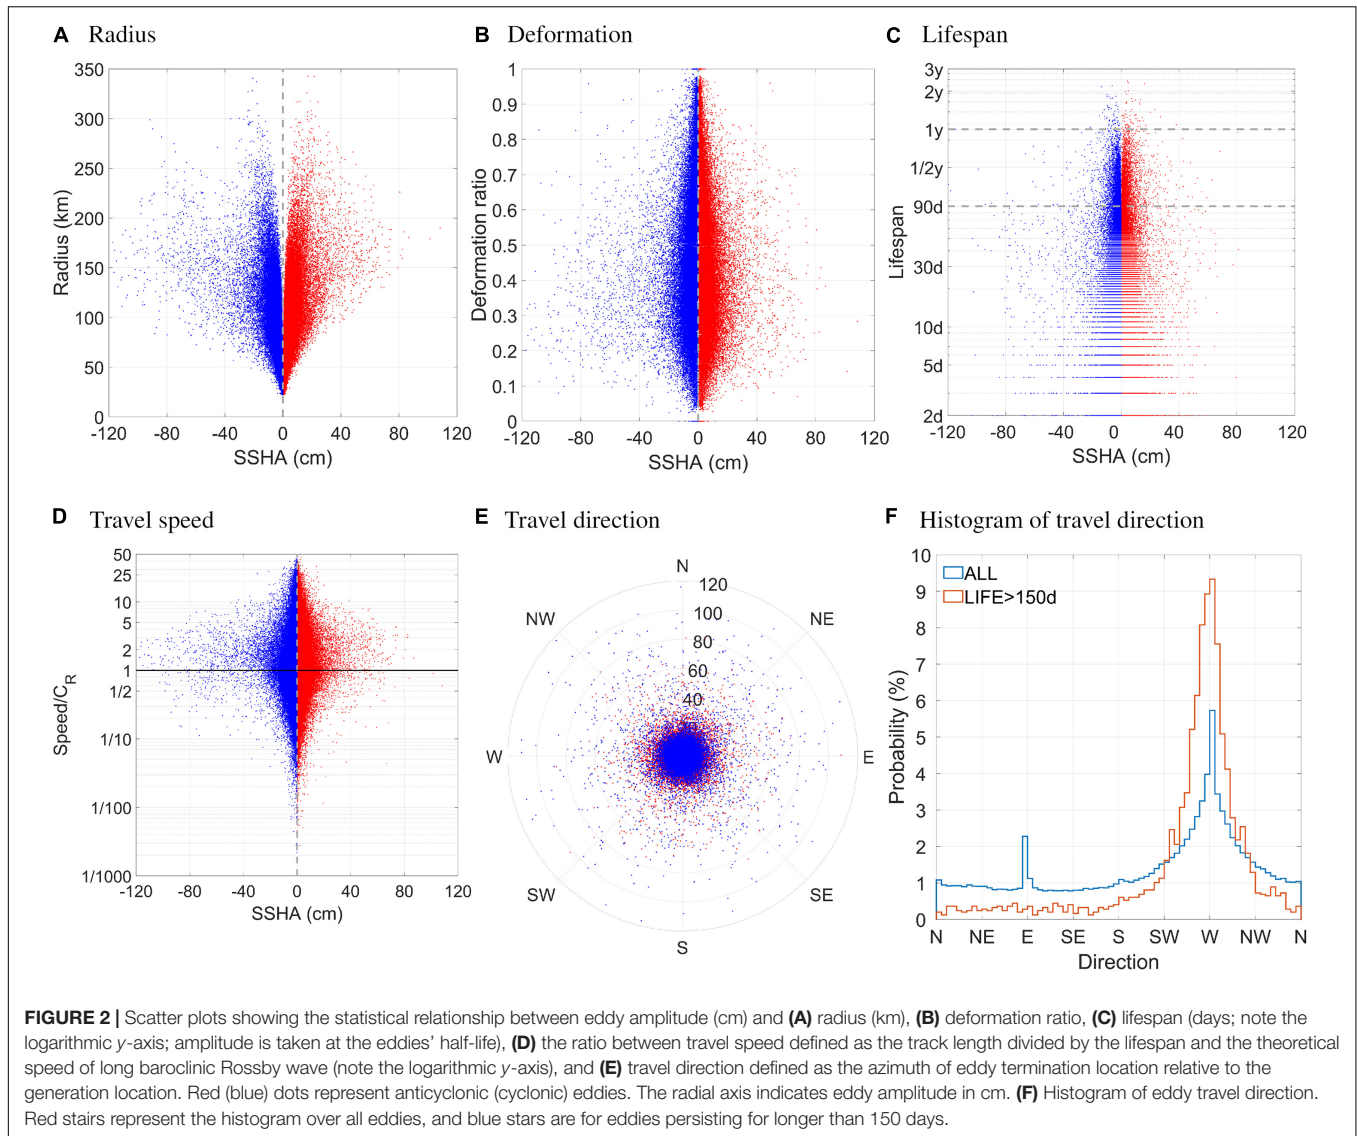 A Radius
350
300
250
200
150
100
50
0
Radius (km)
-120 -80 -40 0 40 80 120
SSHA (cm)
B Deformation
1
0.9
0.8
0.7
0.6
0.5
0.4
0.3
0.2
0.1
0
Deformation ratio
-120 -80 -40 0 40 80 120
SSHA (cm)
C Lifespan
3y
2y
1y
1/2y
90d
30d
10d
5d
2d
Lifespan
-120 -80 -40 0 40 80 120
SSHA (cm)
D Travel speed
50
25
10
5
2
1
1/2
1/10
1/100
1/1000
Speed/CR
-120 -80 -40 0 40 80 120
SSHA (cm)
E Travel direction
N
NE
E
SE
S
SW
W
NW
120
100
80
60
40
F Histogram of travel direction
10
9
8
7
6
5
4
3
2
1
0
Probability (%)
ALL
LIFE>150d
N NE E SE S SW W NW N
Direction
FIGURE 2 | Scatter plots showing the statistical relationship between eddy amplitude (cm) and (A) radius (km), (B) deformation ratio, (C) lifespan (days; note the
logarithmic y-axis; amplitude is taken at the eddies' half-life), (D) the ratio between travel speed defined as the track length divided by the lifespan and the theoretical
speed of long baroclinic Rossby wave (note the logarithmic y-axis), and (E) travel direction defined as the azimuth of eddy termination location relative to the
generation location. Red (blue) dots represent anticyclonic (cyclonic) eddies. The radial axis indicates eddy amplitude in cm. (F) Histogram of eddy travel direction.
Red stairs represent the histogram over all eddies, and blue stars are for eddies persisting for longer than 150 days.